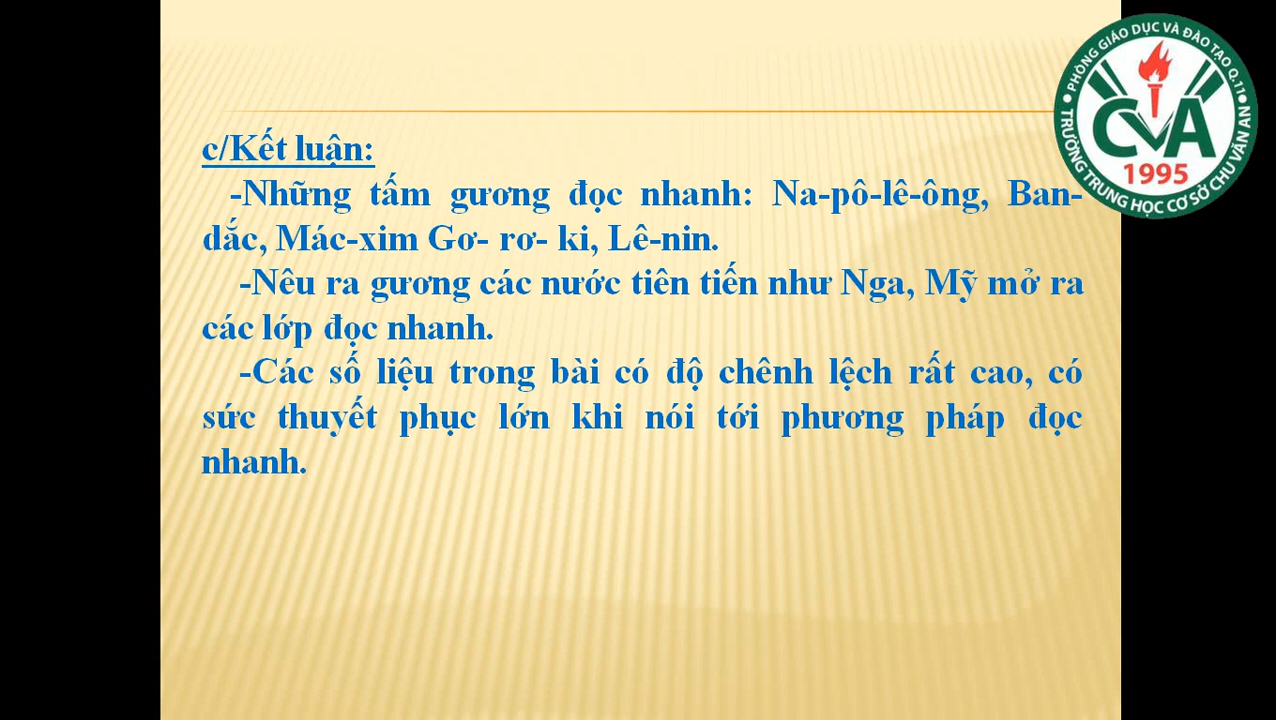 c/Kết luận:
-Những tấm gương đọc nhanh: Na-pô-lê-ông, Ban-
dắc, Mác-xim Gơ- rơ- ki, Lê-nin.
-Nêu ra gương các nước tiên tiến như Nga, Mỹ mở ra
các lớp đọc nhanh.
-Các số liệu trong bài có độ chênh lệch rất cao, có
sức thuyết phục lớn khi nói tới phương pháp đọc
nhanh.
PHÒNG GIÁO DỤC VÀ ĐÀO TẠO Q.11
CVA
1995
TRƯỜNG TRUNG HỌC CƠ SỞ CHU VĂN AN